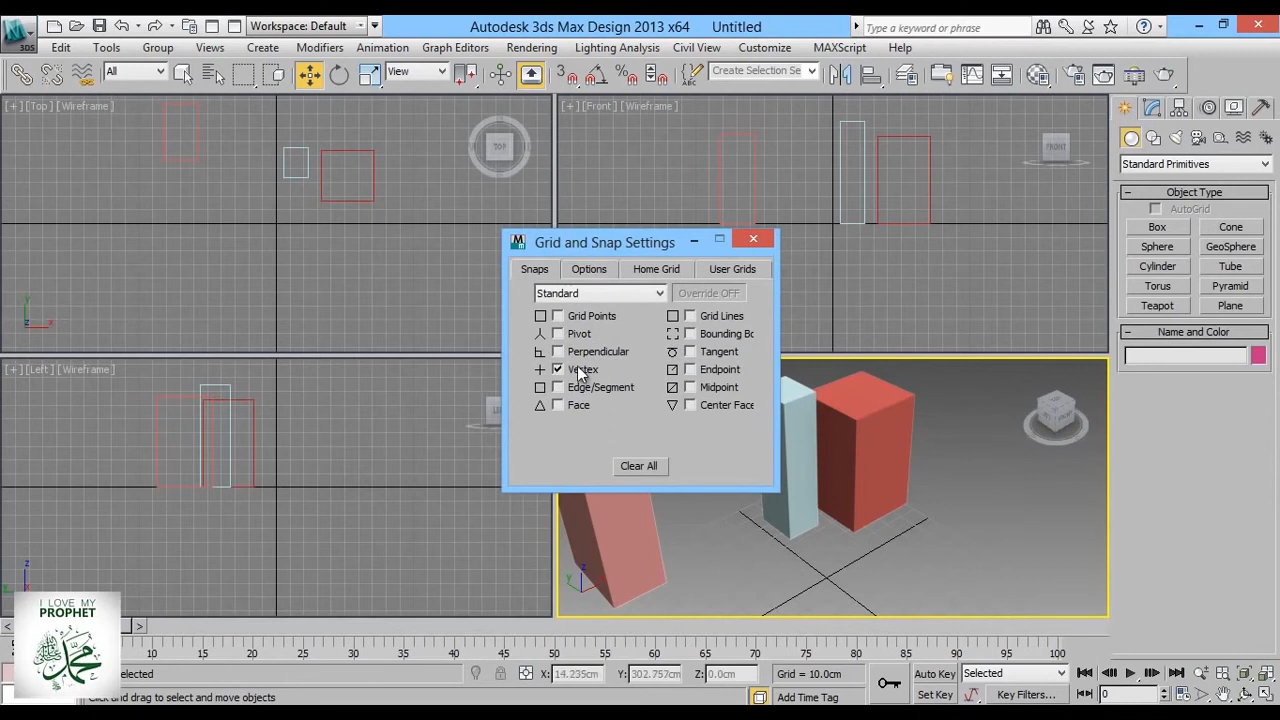 Workspace: Default
Autodesk 3ds Max Design 2013 x64 Untitled
Type a keyword or phrase
3DS
Edit Tools Group Views Create Modifiers Animation Graph Editors Rendering Lighting Analysis Civil View Customize MAXScript Help
All
View
3
Create Selection Se
[+][Top][Wireframe]
TOP
[+][Front][Wireframe]
FRONT
Standard Primitives
Object Type
AutoGrid
Box Cone
Sphere GeoSphere
Cylinder Tube
Torus Pyramid
Teapot Plane
Name and Color
Grid and Snap Settings
Snaps Options Home Grid User Grids
Standard
Override OFF
Grid Points Grid Lines
Pivot Bounding Bo
Perpendicular Tangent
Vertex Endpoint
Edge/Segment Midpoint
Face Center Face
Clear All
[+][Left][Wireframe]
I LOVE MY
PROPHET
محمد
15 20 25 30 35 40 45 50 55 60 65 70 75 80 85 90 95 100
elected
X: 14.235cm Y: 302.757cm Z: 0.0cm
Grid = 10.0cm
Auto Key
Selected
Click and drag to select and move objects
Add Time Tag
Set Key
Key Filters...
0